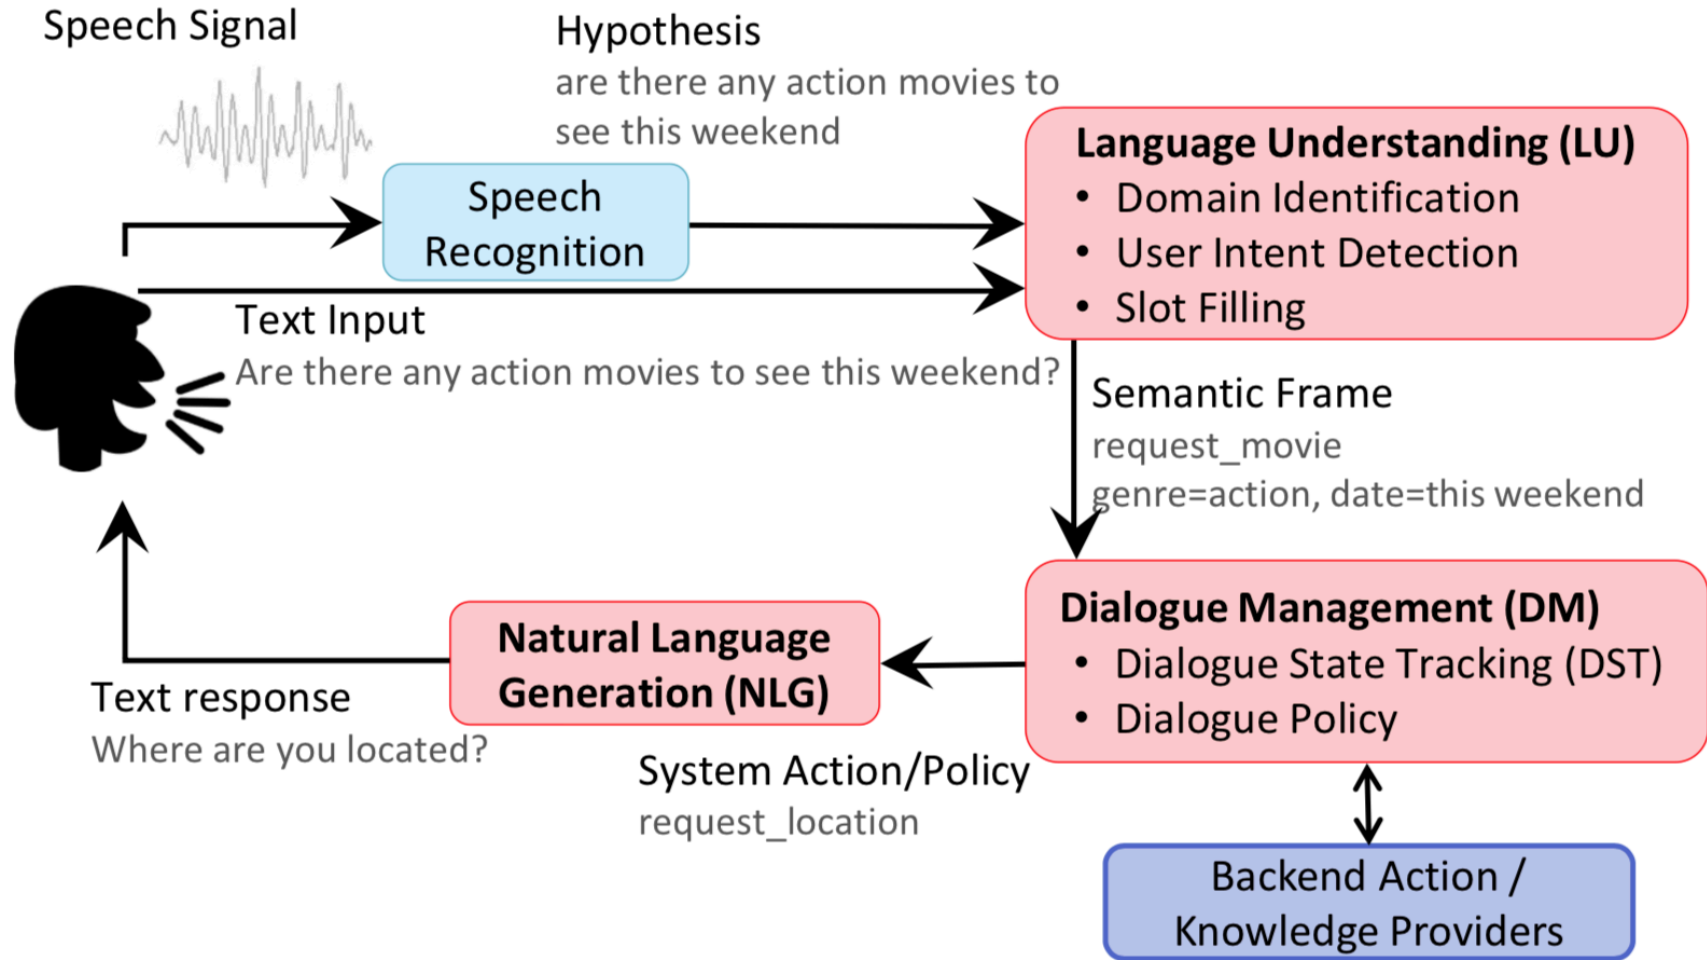 Speech Signal
Hypothesis
are there any action movies to
see this weekend
Speech
Recognition
Language Understanding (LU)
• Domain Identification
• User Intent Detection
• Slot Filling
Text Input
Are there any action movies to see this weekend?
Semantic Frame
request_movie
genre=action, date=this weekend
Dialogue Management (DM)
• Dialogue State Tracking (DST)
• Dialogue Policy
Natural Language
Generation (NLG)
Text response
Where are you located?
System Action/Policy
request_location
Backend Action /
Knowledge Providers